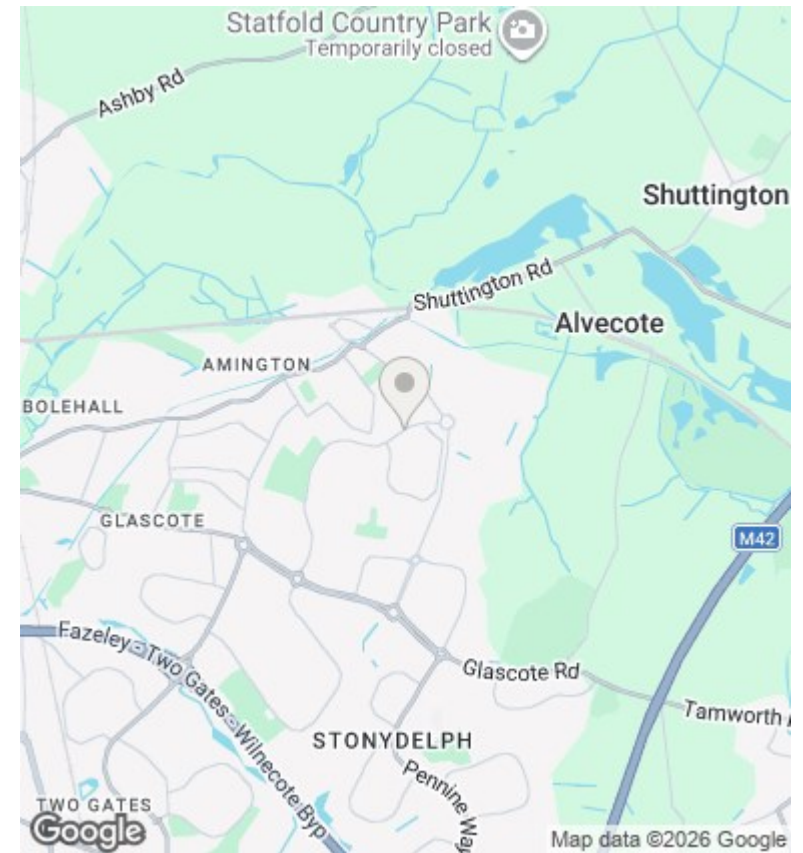 Statfold Country Park
Temporarily closed
Ashby Rd
Shuttington
Shuttington Rd
Alvecote
AMINGTON
BOLEHALL
GLASCOTE
M42
Fazeley - Two Gates - Wilnecote Byp
Glascote Rd
Tamworth
STONYDELPH
Pennine Way
TWO GATES
Google
Map data ©2026 Google